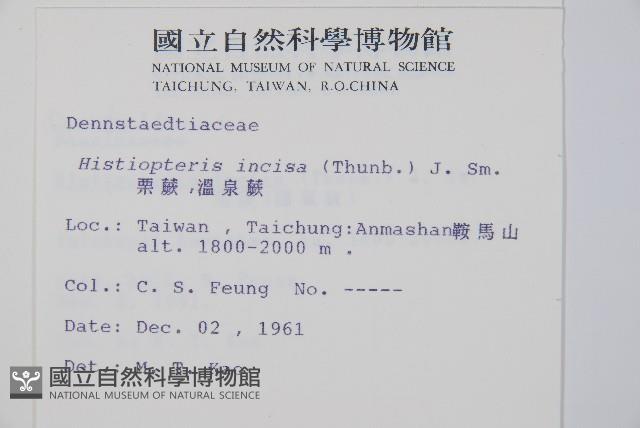 國立自然科學博物館
NATIONAL MUSEUM OF NATURAL SCIENCE
TAICHUNG, TAIWAN, R.O.CHINA
Dennstaedtiaceae
Histiopteris incisa (Thunb.) J. Sm.
栗蕨,溫泉蕨
Loc.: Taiwan , Taichung:Anmashan鞍馬山
alt. 1800-2000 m .
Col.: C. S. Feung No. -----
Date: Dec. 02 , 1961
Det.: M. T. Kao
國立自然科學博物館
NATIONAL MUSEUM OF NATURAL SCIENCE